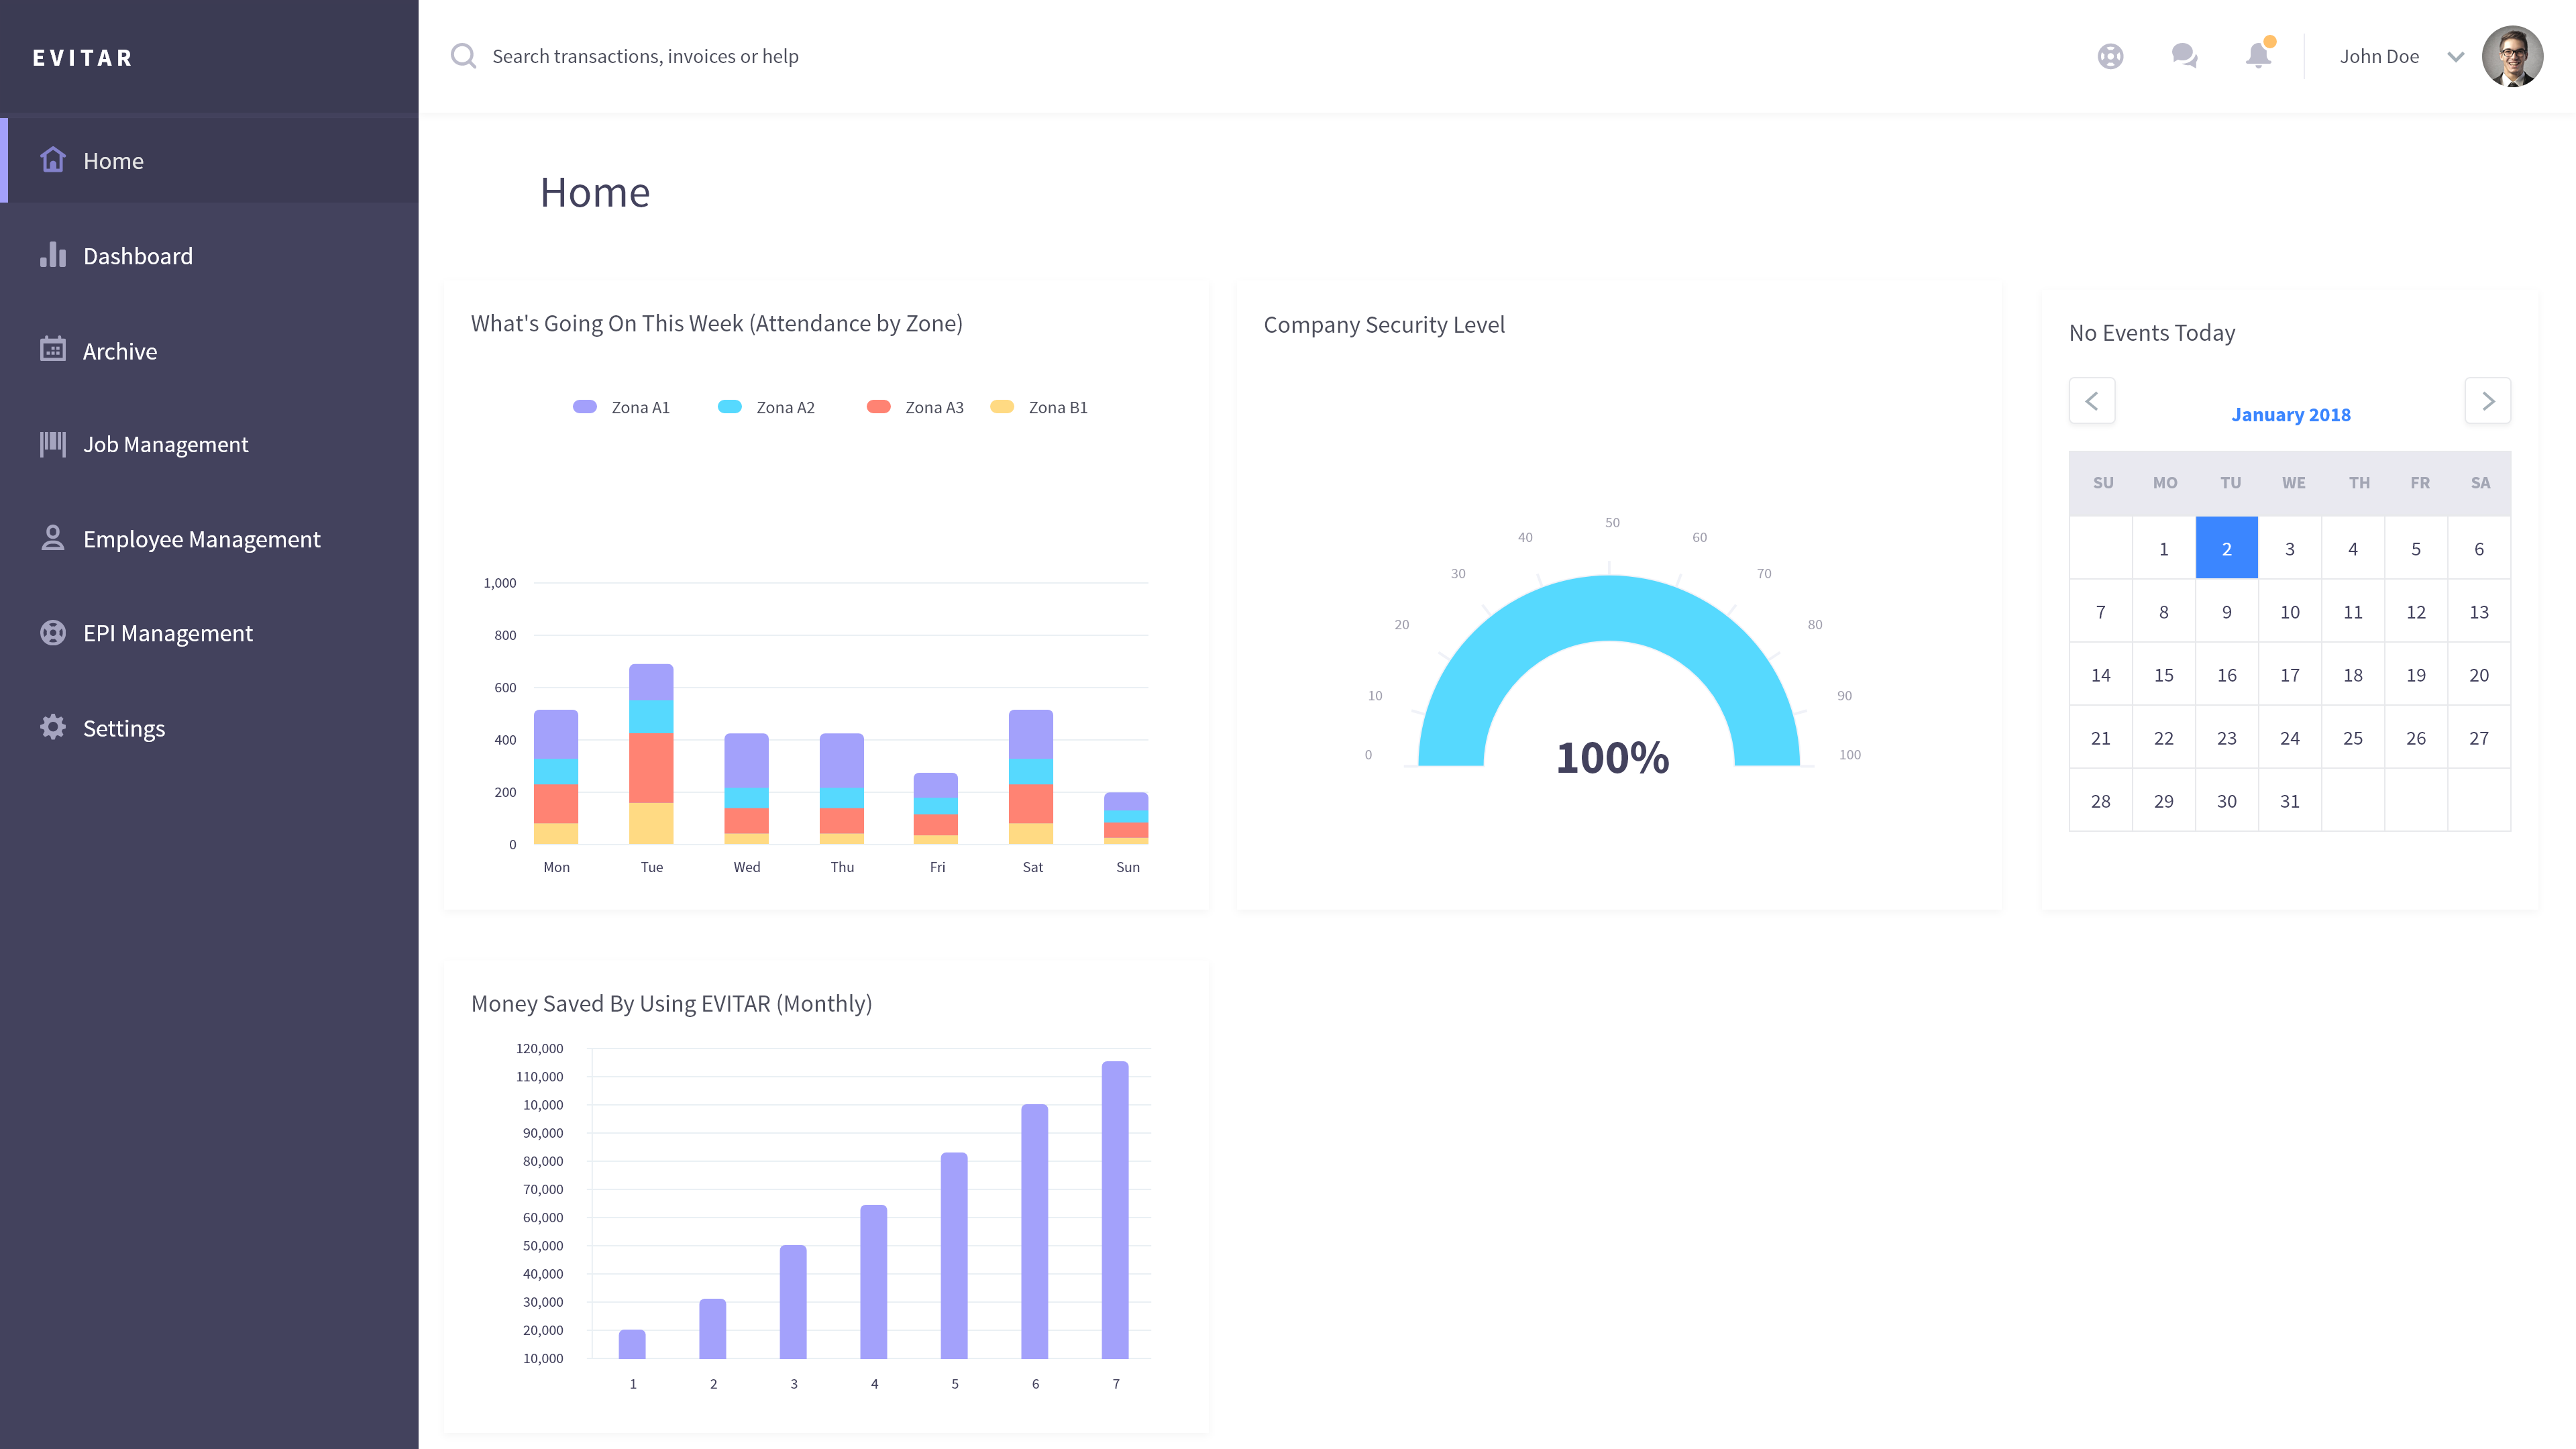 EVITAR
Search transactions, invoices or help
John Doe
Home
Dashboard
Archive
Job Management
Employee Management
EPI Management
Settings
Home
What's Going On This Week (Attendance by Zone)
Zona A1 Zona A2 Zona A3 Zona B1
1,000
800
600
400
200
0
Mon Tue Wed Thu Fri Sat Sun
Company Security Level
0 10 20 30 40 50 60 70 80 90 100
100%
No Events Today
January 2018
SU MO TU WE TH FR SA
1 2 3 4 5 6
7 8 9 10 11 12 13
14 15 16 17 18 19 20
21 22 23 24 25 26 27
28 29 30 31
Money Saved By Using EVITAR (Monthly)
120,000
110,000
10,000
90,000
80,000
70,000
60,000
50,000
40,000
30,000
20,000
10,000
1 2 3 4 5 6 7